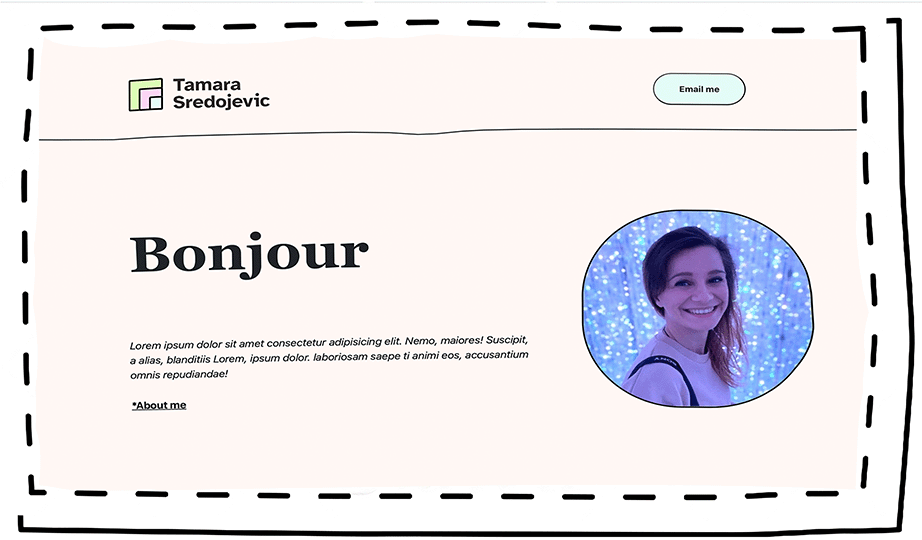 Tamara
Sredojevic
Email me
Bonjour
Lorem ipsum dolor sit amet consectetur adipisicing elit. Nemo, maiores! Suscipit,
a alias, blanditiis Lorem, ipsum dolor. laboriosam saepe ti animi eos, accusantium
omnis repudiandae!
*About me